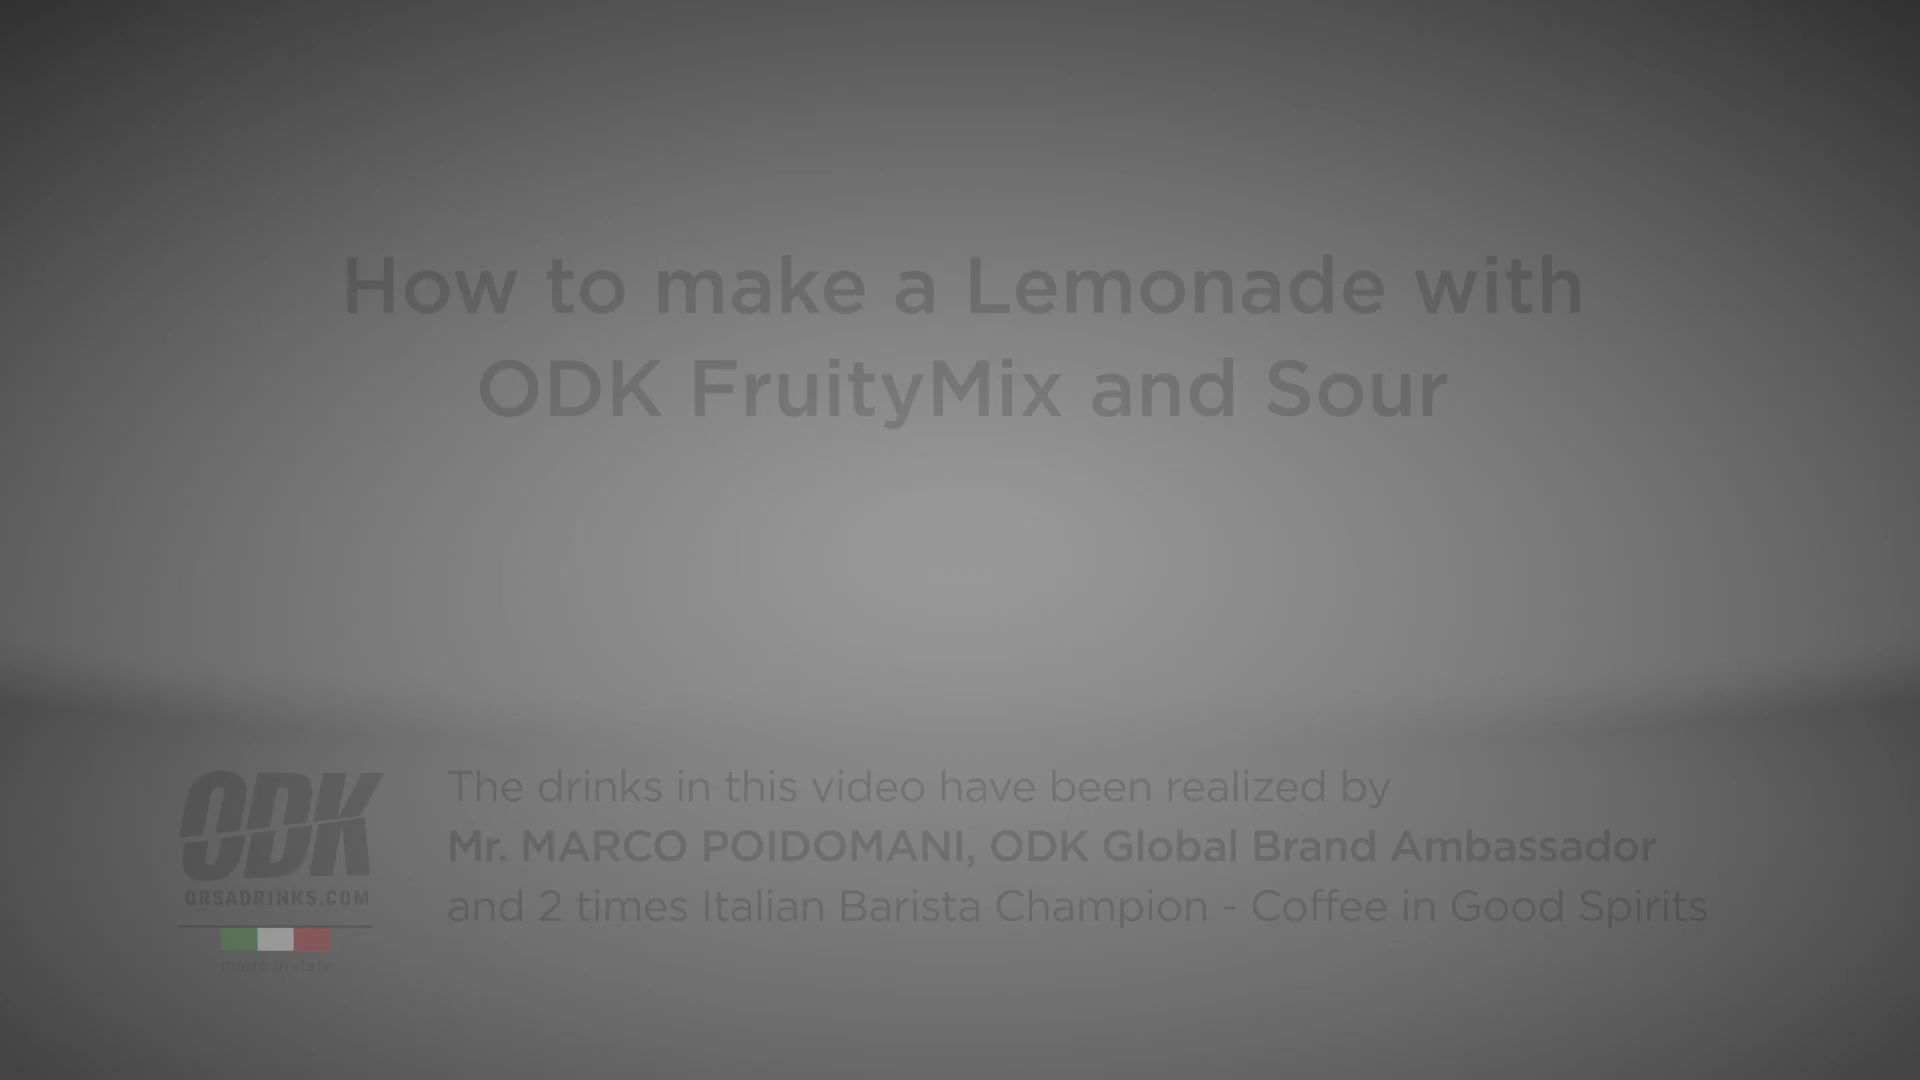 How to make a Lemonade with
ODK FruityMix and Sour
ODK
ORSADRINKS.COM
made in Italy
The drinks in this video have been realized by
Mr. MARCO POIDOMANI, ODK Global Brand Ambassador
and 2 times Italian Barista Champion - Coffee in Good Spirits